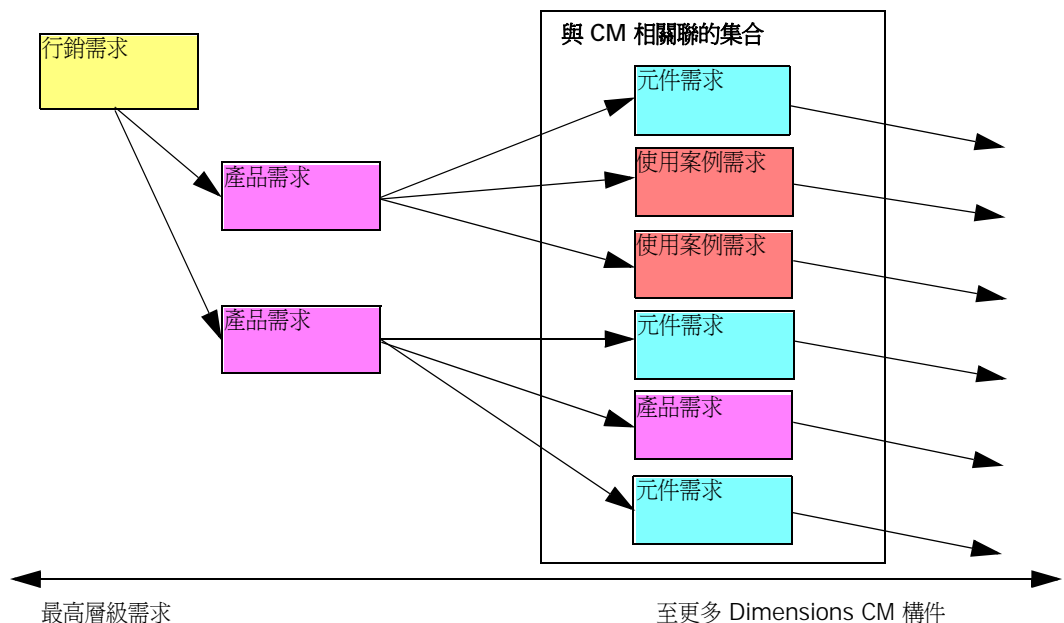 與 CM 相關聯的集合
行銷需求
產品需求
產品需求
元件需求
使用案例需求
使用案例需求
元件需求
產品需求
元件需求
最高層級需求
至更多 Dimensions CM 構件